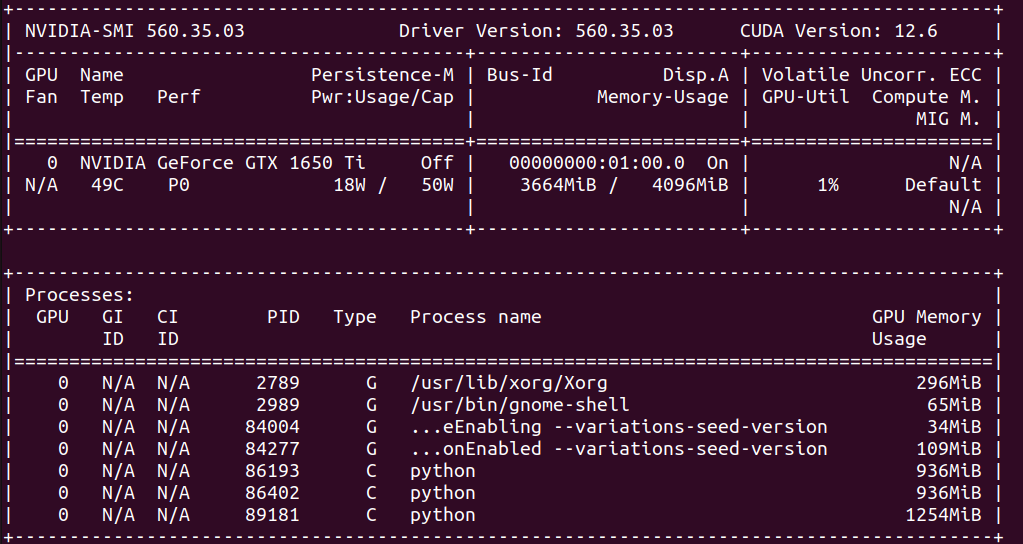 +-----------------------------------------------------------------------------------------+
| NVIDIA-SMI 560.35.03              Driver Version: 560.35.03      CUDA Version: 12.6     |
|-----------------------------------------+------------------------+----------------------+
| GPU  Name                 Persistence-M | Bus-Id          Disp.A | Volatile Uncorr. ECC |
| Fan  Temp   Perf          Pwr:Usage/Cap |           Memory-Usage | GPU-Util  Compute M. |
|                                         |                        |               MIG M. |
|=========================================+========================+======================|
|   0  NVIDIA GeForce GTX 1650 Ti     Off |   00000000:01:00.0  On |                  N/A |
| N/A   49C    P0             18W /   50W |    3664MiB /   4096MiB |      1%      Default |
|                                         |                        |                  N/A |
+-----------------------------------------+------------------------+----------------------+
+-----------------------------------------------------------------------------------------+
| Processes:                                                                              |
|  GPU   GI   CI        PID   Type   Process name                              GPU Memory |
|        ID   ID                                                               Usage      |
|=========================================================================================|
|    0   N/A  N/A      2789      G   /usr/lib/xorg/Xorg                            296MiB |
|    0   N/A  N/A      2989      G   /usr/bin/gnome-shell                           65MiB |
|    0   N/A  N/A     84004      G   ...eEnabling --variations-seed-version         34MiB |
|    0   N/A  N/A     84277      G   ...onEnabled --variations-seed-version        109MiB |
|    0   N/A  N/A     86193      C   python                                        936MiB |
|    0   N/A  N/A     86402      C   python                                        936MiB |
|    0   N/A  N/A     89181      C   python                                       1254MiB |
+-----------------------------------------------------------------------------------------+